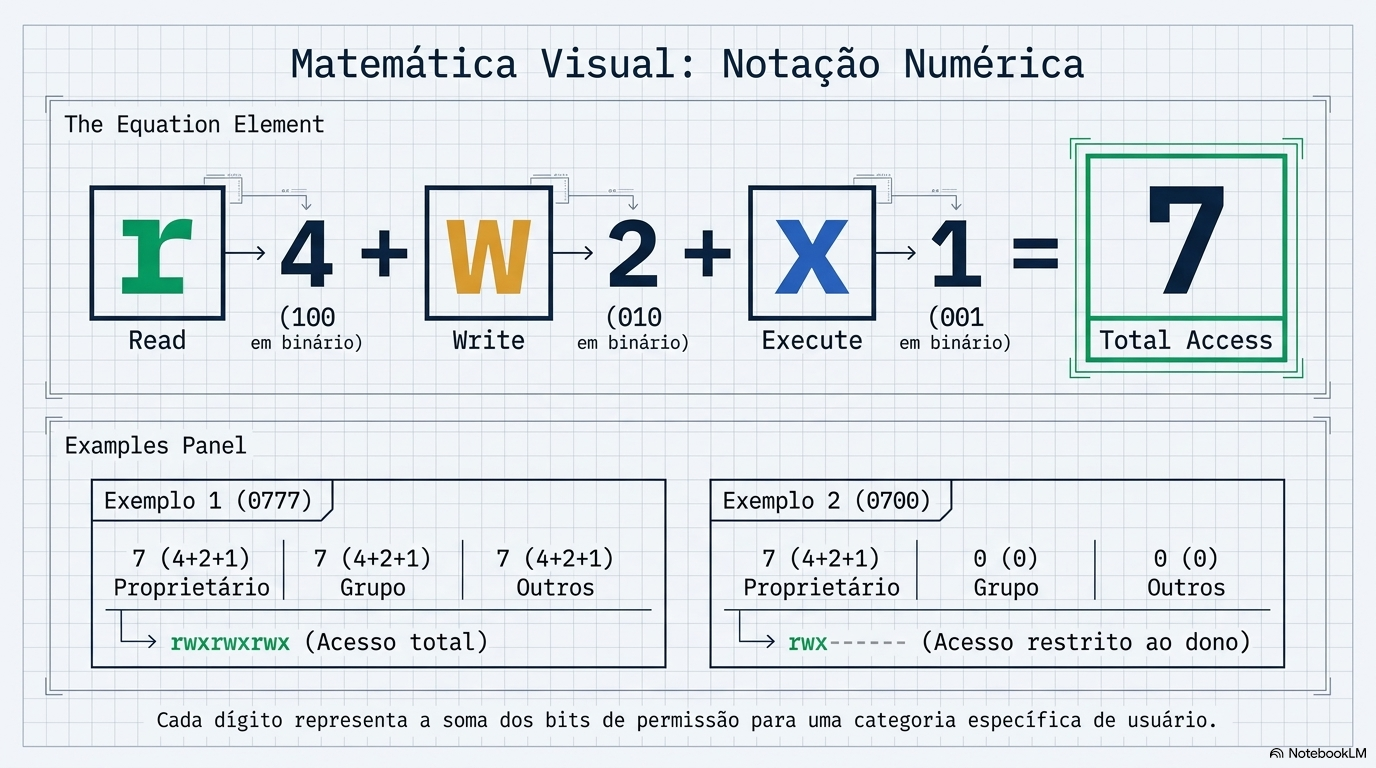 Matemática Visual: Notação Numérica
The Equation Element
r → 4 + w → 2 + x → 1 = 7
(100 (010 (001
em binário) em binário) em binário)
Read Write Execute Total Access
Examples Panel
Exemplo 1 (0777)
7 (4+2+1) 7 (4+2+1) 7 (4+2+1)
Proprietário Grupo Outros
rwxrwxrwx (Acesso total)
Exemplo 2 (0700)
7 (4+2+1) 0 (0) 0 (0)
Proprietário Grupo Outros
rwx------ (Acesso restrito ao dono)
Cada dígito representa a soma dos bits de permissão para uma categoria específica de usuário.
NotebookLM